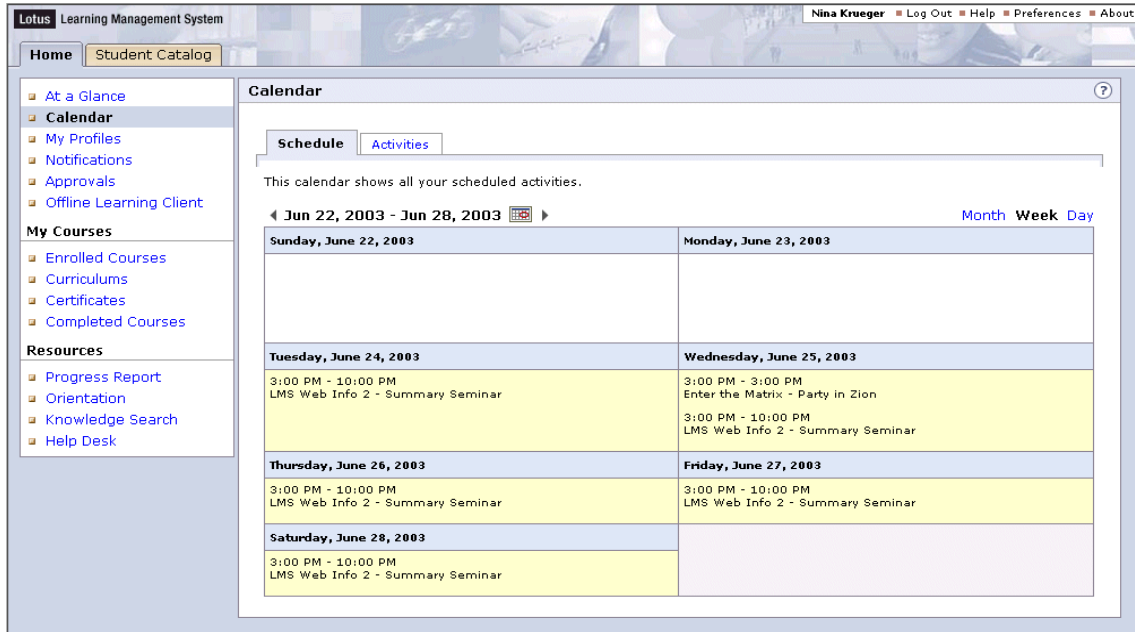 Lotus Learning Management System
Nina Krueger Log Out Help Preferences About
Home Student Catalog
At a Glance
Calendar
My Profiles
Notifications
Approvals
Offline Learning Client
My Courses
Enrolled Courses
Curriculums
Certificates
Completed Courses
Resources
Progress Report
Orientation
Knowledge Search
Help Desk
Calendar ?
Schedule Activities
This calendar shows all your scheduled activities.
Jun 22, 2003 - Jun 28, 2003 Month Week Day
Sunday, June 22, 2003
Monday, June 23, 2003
Tuesday, June 24, 2003
3:00 PM - 10:00 PM
LMS Web Info 2 - Summary Seminar
Wednesday, June 25, 2003
3:00 PM - 3:00 PM
Enter the Matrix - Party in Zion
3:00 PM - 10:00 PM
LMS Web Info 2 - Summary Seminar
Thursday, June 26, 2003
3:00 PM - 10:00 PM
LMS Web Info 2 - Summary Seminar
Friday, June 27, 2003
3:00 PM - 10:00 PM
LMS Web Info 2 - Summary Seminar
Saturday, June 28, 2003
3:00 PM - 10:00 PM
LMS Web Info 2 - Summary Seminar